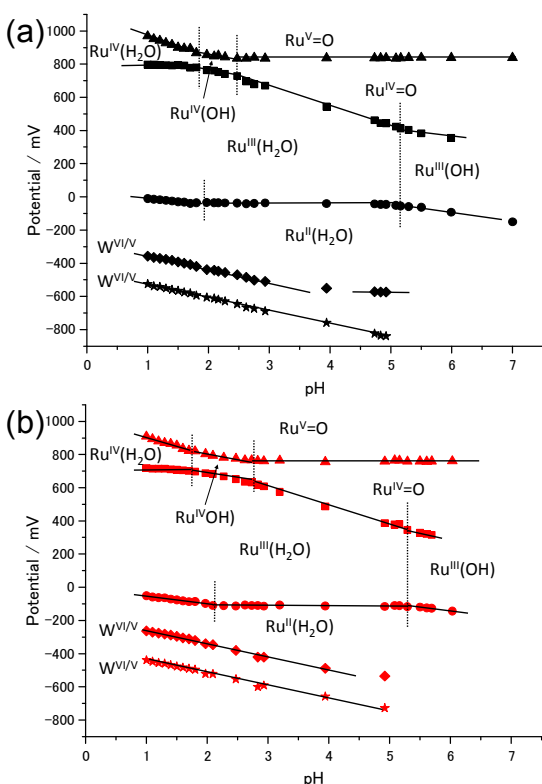 (a)
1000
800
600
400
200
0
−200
−400
−600
−800
Potential / mV
Ru^IV(H₂O)
Ru^V=O
Ru^IV(OH)
Ru^IV=O
Ru^III(H₂O)
Ru^III(OH)
Ru^II(H₂O)
W^VI/V
W^VI/V
0 1 2 3 4 5 6 7
pH
(b)
1000
800
600
400
200
0
−200
−400
−600
−800
Potential / mV
Ru^V=O
Ru^IV(H₂O)
Ru^IVOH)
Ru^IV=O
Ru^III(H₂O)
Ru^III(OH)
Ru^II(H₂O)
W^VI/V
W^VI/V
0 1 2 3 4 5 6 7
pH